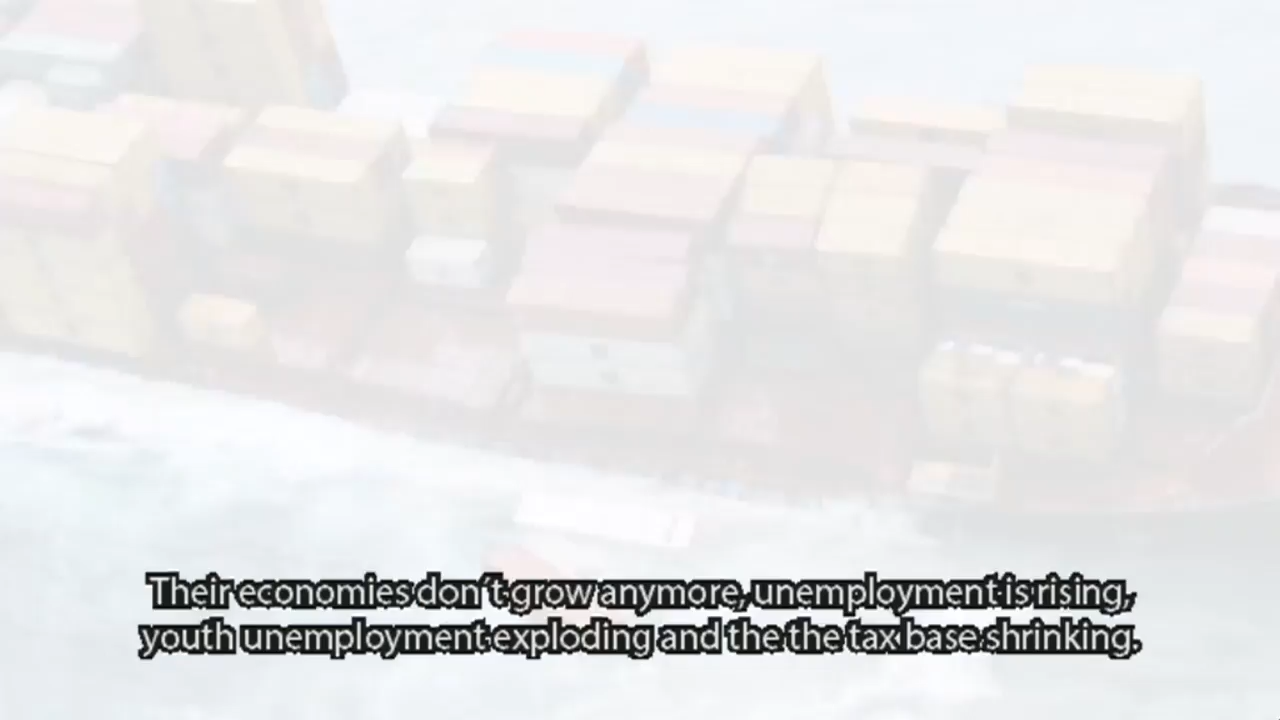 Their economies don't grow anymore, unemployment is rising,
youth unemployment exploding and the the tax base shrinking.